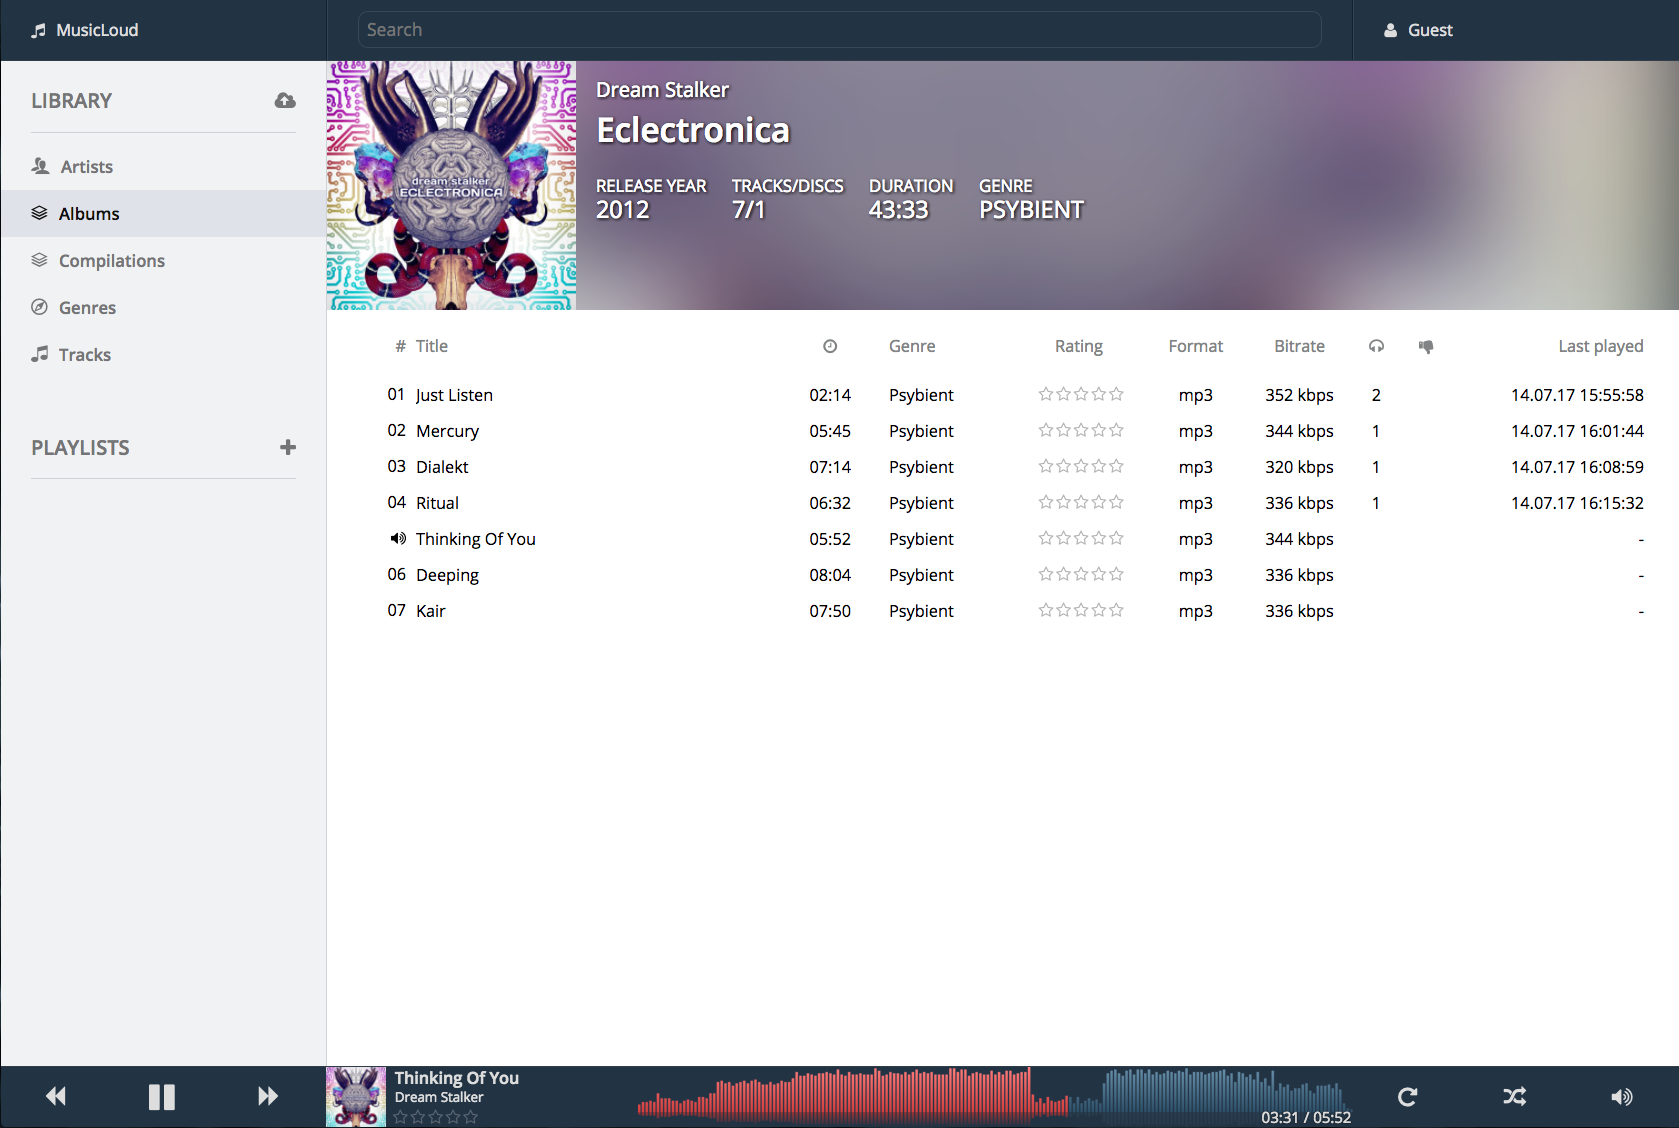 MusicLoud
Search
Guest
LIBRARY
Artists
Albums
Compilations
Genres
Tracks
PLAYLISTS
dream stalker
ECLECTRONICA
Dream Stalker
Eclectronica
RELEASE YEAR TRACKS/DISCS DURATION GENRE
2012 7/1 43:33 PSYBIENT
# Title Genre Rating Format Bitrate Last played
01 Just Listen 02:14 Psybient mp3 352 kbps 2 14.07.17 15:55:58
02 Mercury 05:45 Psybient mp3 344 kbps 1 14.07.17 16:01:44
03 Dialekt 07:14 Psybient mp3 320 kbps 1 14.07.17 16:08:59
04 Ritual 06:32 Psybient mp3 336 kbps 1 14.07.17 16:15:32
Thinking Of You 05:52 Psybient mp3 344 kbps -
06 Deeping 08:04 Psybient mp3 336 kbps -
07 Kair 07:50 Psybient mp3 336 kbps -
Thinking Of You
Dream Stalker
03:31 / 05:52